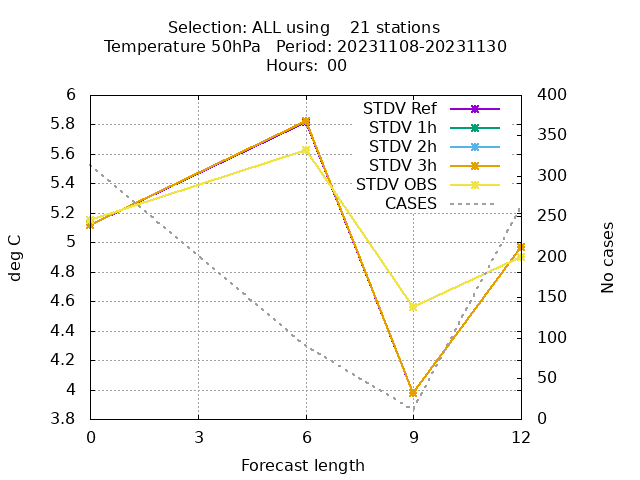 Selection: ALL using    21 stations
Temperature 50hPa   Period: 20231108-20231130
Hours:  00
6
5.8
5.6
5.4
5.2
5
4.8
4.6
4.4
4.2
4
3.8
400
350
300
250
200
150
100
50
0
STDV Ref
STDV 1h
STDV 2h
STDV 3h
STDV OBS
CASES
deg C
No cases
0 3 6 9 12
Forecast length